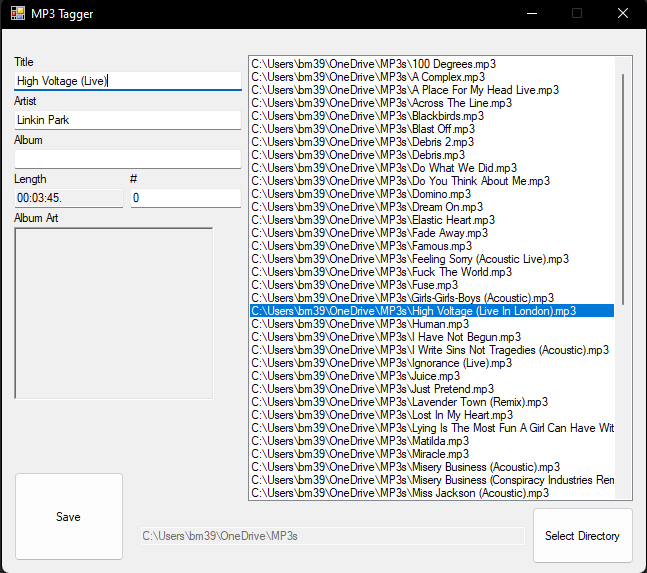 MP3 Tagger
Title
High Voltage (Live)
Artist
Linkin Park
Album
Length #
00:03:45. 0
Album Art
C:\Users\bm39\OneDrive\MP3s\100 Degrees.mp3
C:\Users\bm39\OneDrive\MP3s\A Complex.mp3
C:\Users\bm39\OneDrive\MP3s\A Place For My Head Live.mp3
C:\Users\bm39\OneDrive\MP3s\Across The Line.mp3
C:\Users\bm39\OneDrive\MP3s\Blackbirds.mp3
C:\Users\bm39\OneDrive\MP3s\Blast Off.mp3
C:\Users\bm39\OneDrive\MP3s\Debris 2.mp3
C:\Users\bm39\OneDrive\MP3s\Debris.mp3
C:\Users\bm39\OneDrive\MP3s\Do What We Did.mp3
C:\Users\bm39\OneDrive\MP3s\Do You Think About Me.mp3
C:\Users\bm39\OneDrive\MP3s\Domino.mp3
C:\Users\bm39\OneDrive\MP3s\Dream On.mp3
C:\Users\bm39\OneDrive\MP3s\Elastic Heart.mp3
C:\Users\bm39\OneDrive\MP3s\Fade Away.mp3
C:\Users\bm39\OneDrive\MP3s\Famous.mp3
C:\Users\bm39\OneDrive\MP3s\Feeling Sorry (Acoustic Live).mp3
C:\Users\bm39\OneDrive\MP3s\Fuck The World.mp3
C:\Users\bm39\OneDrive\MP3s\Fuse.mp3
C:\Users\bm39\OneDrive\MP3s\Girls-Girls-Boys (Acoustic).mp3
C:\Users\bm39\OneDrive\MP3s\High Voltage (Live In London).mp3
C:\Users\bm39\OneDrive\MP3s\Human.mp3
C:\Users\bm39\OneDrive\MP3s\I Have Not Begun.mp3
C:\Users\bm39\OneDrive\MP3s\I Write Sins Not Tragedies (Acoustic).mp3
C:\Users\bm39\OneDrive\MP3s\Ignorance (Live).mp3
C:\Users\bm39\OneDrive\MP3s\Juice.mp3
C:\Users\bm39\OneDrive\MP3s\Just Pretend.mp3
C:\Users\bm39\OneDrive\MP3s\Lavender Town (Remix).mp3
C:\Users\bm39\OneDrive\MP3s\Lost In My Heart.mp3
C:\Users\bm39\OneDrive\MP3s\Lying Is The Most Fun A Girl Can Have Wit
C:\Users\bm39\OneDrive\MP3s\Matilda.mp3
C:\Users\bm39\OneDrive\MP3s\Miracle.mp3
C:\Users\bm39\OneDrive\MP3s\Misery Business (Acoustic).mp3
C:\Users\bm39\OneDrive\MP3s\Misery Business (Conspiracy Industries Rem
C:\Users\bm39\OneDrive\MP3s\Miss Jackson (Acoustic).mp3
Save
C:\Users\bm39\OneDrive\MP3s
Select Directory